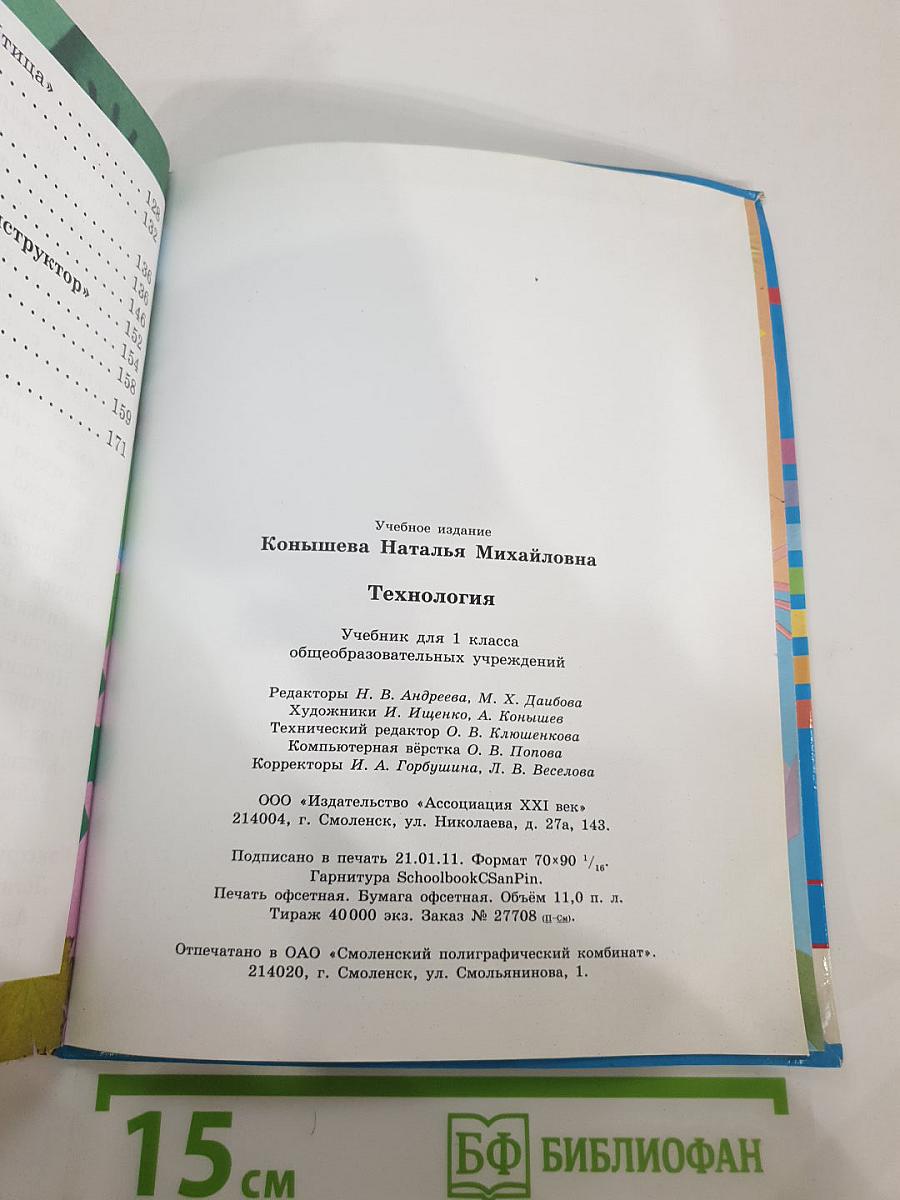 тица»
128
132
136
136
146
структор»
152
154
158
159
171
Учебное издание
Конышева Наталья Михайловна
Технология
Учебник для 1 класса
общеобразовательных учреждений
Редакторы Н. В. Андреева, М. Х. Даибова
Художники И. Ищенко, А. Конышев
Технический редактор О. В. Клюшенкова
Компьютерная вёрстка О. В. Попова
Корректоры И. А. Горбушина, Л. В. Веселова
ООО «Издательство «Ассоциация XXI век»
214004, г. Смоленск, ул. Николаева, д. 27а, 143.
Подписано в печать 21.01.11. Формат 70×90 1/16.
Гарнитура SchoolbookCSanPin.
Печать офсетная. Бумага офсетная. Объём 11,0 п. л.
Тираж 40 000 экз. Заказ № 27708 (П-См).
Отпечатано в ОАО «Смоленский полиграфический комбинат».
214020, г. Смоленск, ул. Смольянинова, 1.
15 см
БФ БИБЛИОФАН